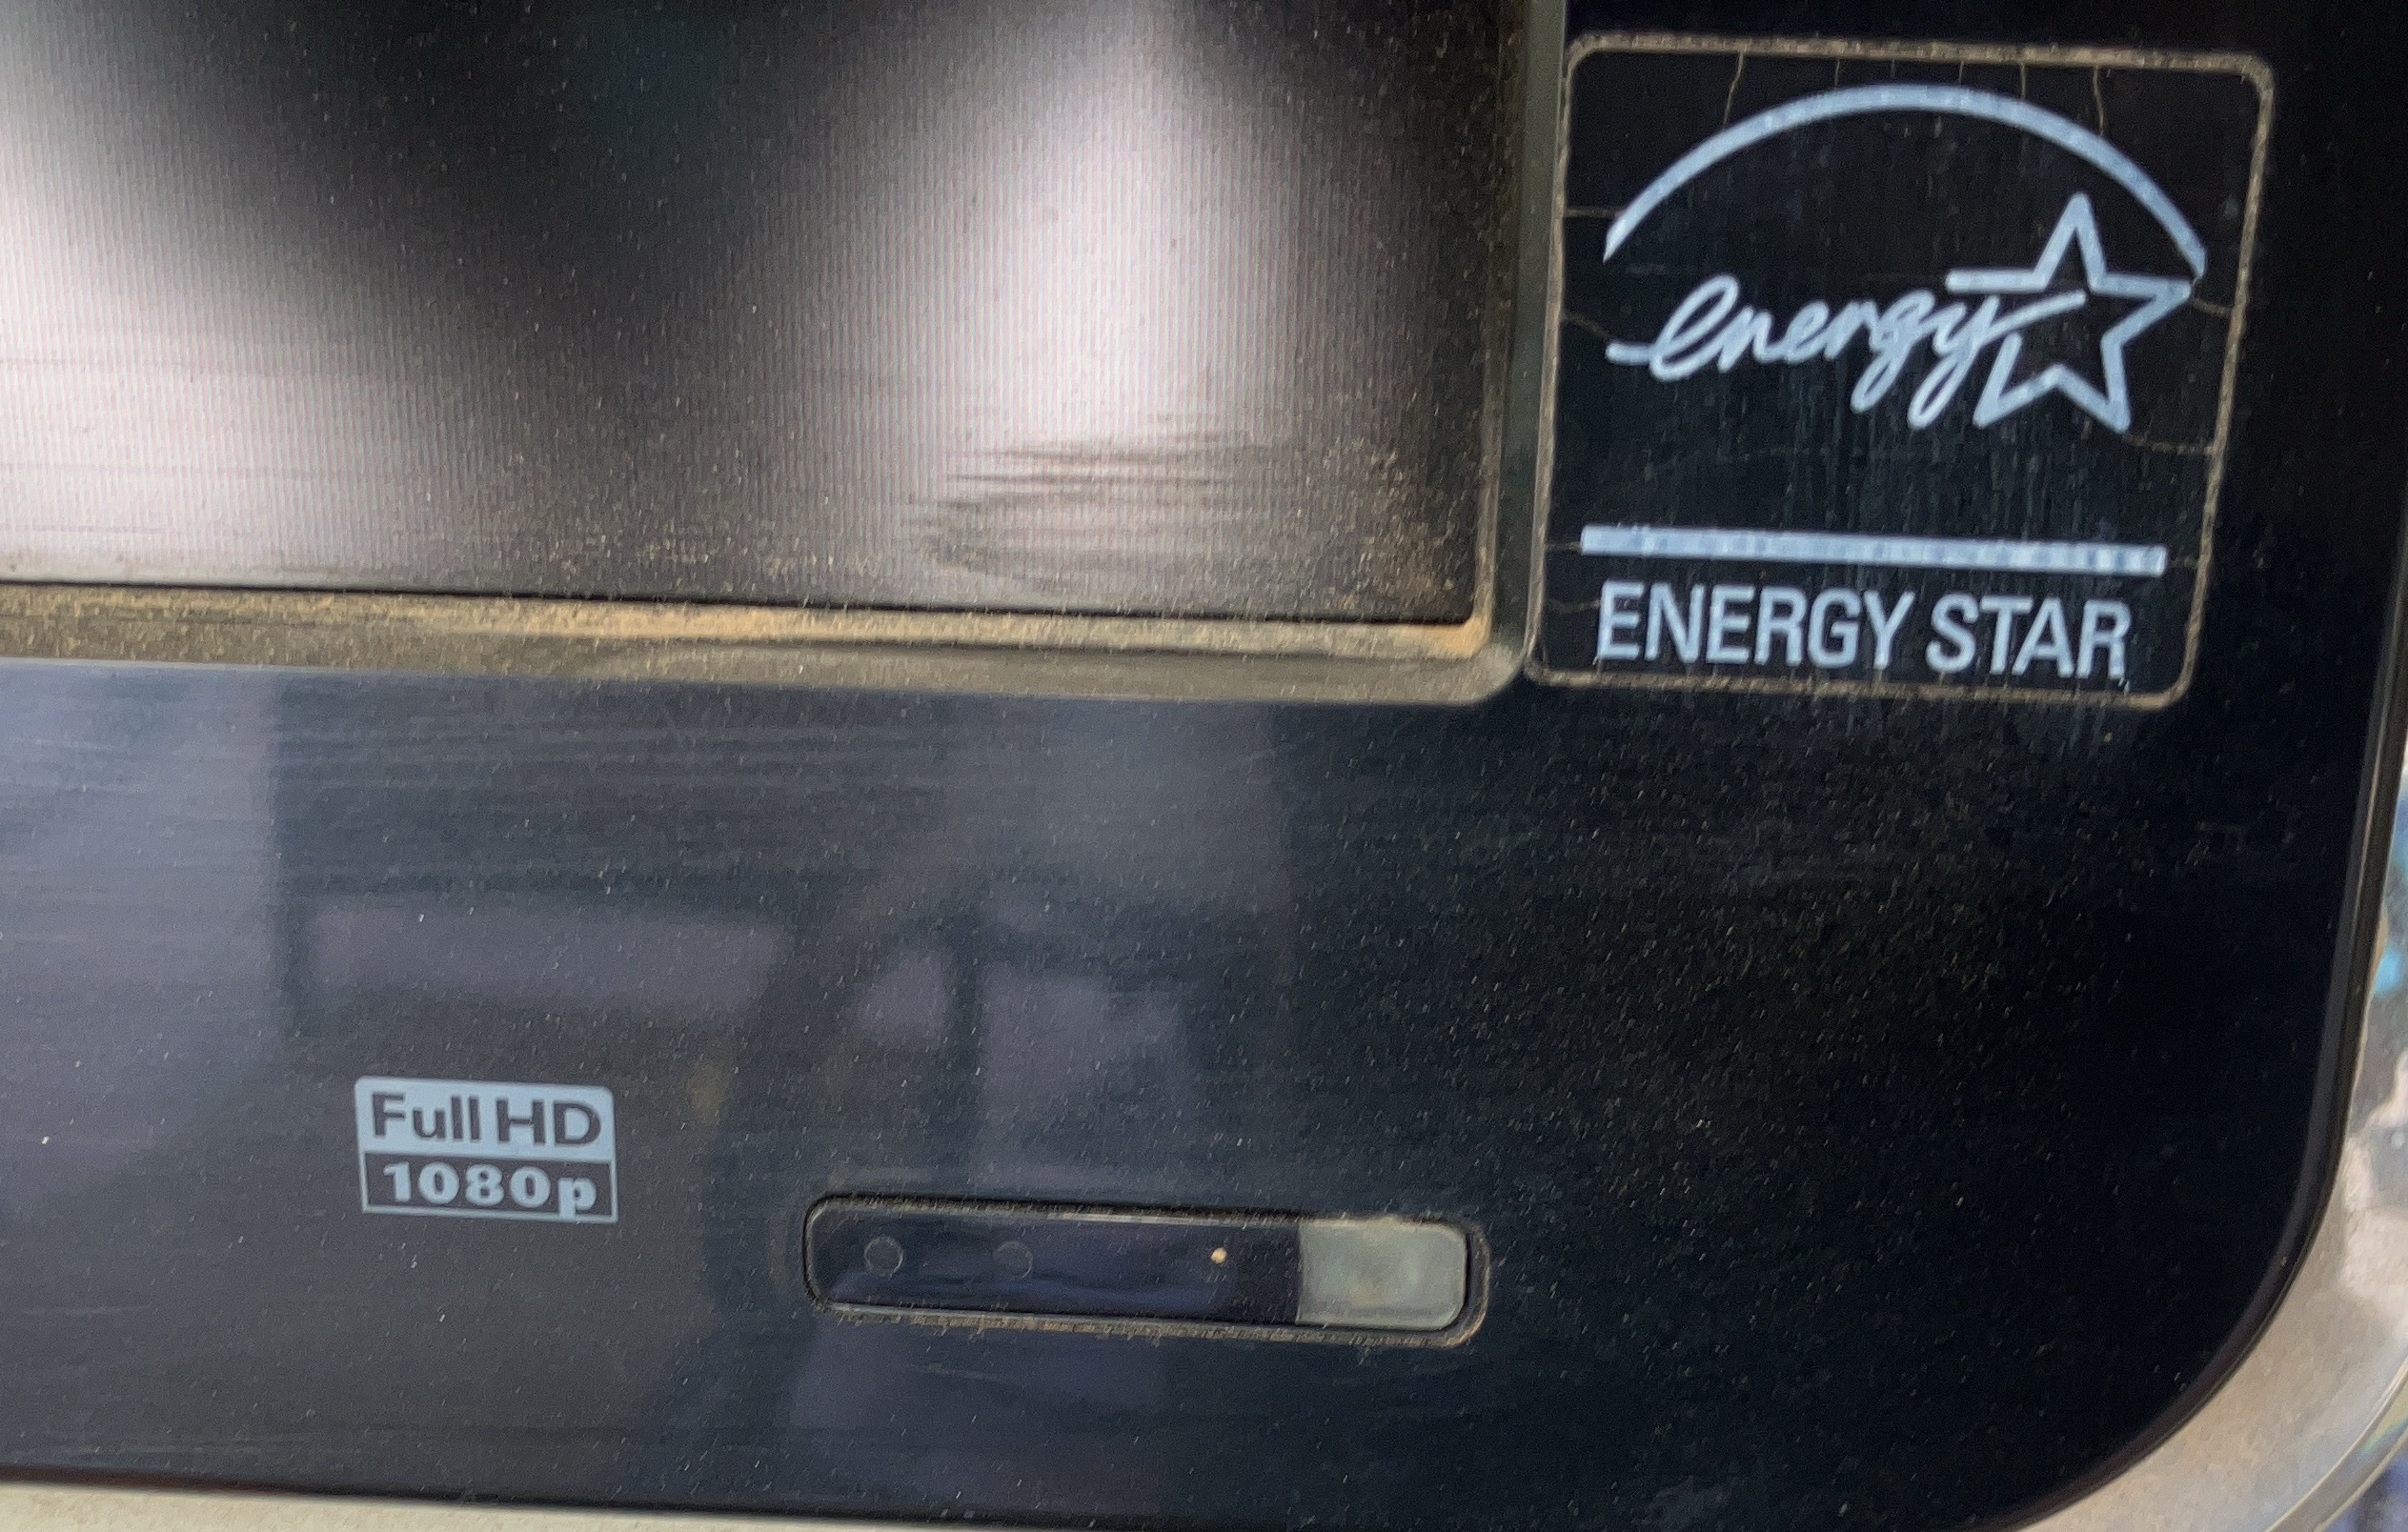 energy
ENERGY STAR
Full HD
1080p